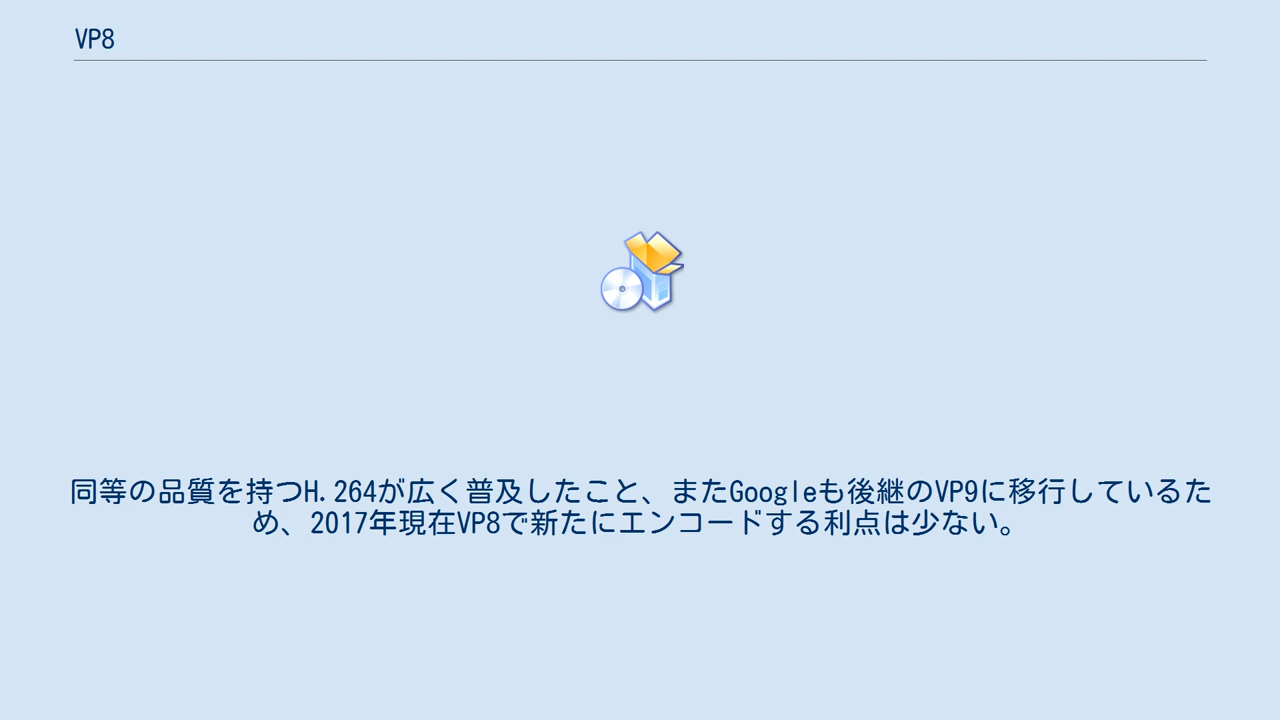 VP8
同等の品質を持つH.264が広く普及したこと、またGoogleも後継のVP9に移行しているた
め、2017年現在VP8で新たにエンコードする利点は少ない。